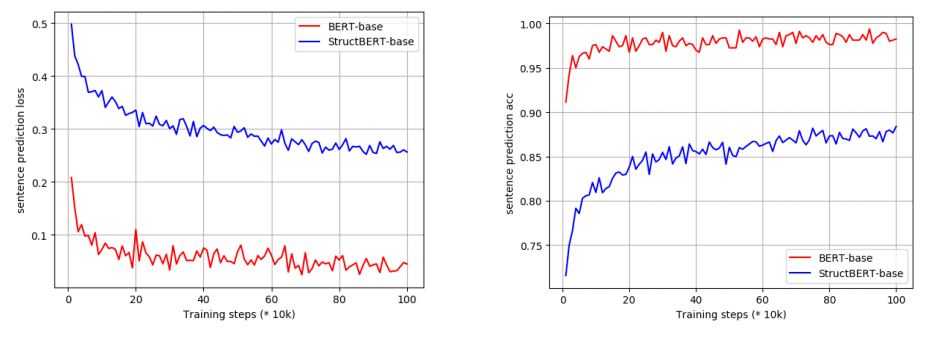 0.5
0.4
0.3
0.2
0.1
sentence prediction loss
BERT-base
StructBERT-base
0
20
40
60
80
100
Training steps (* 10k)
1.00
0.95
0.90
0.85
0.80
0.75
sentence prediction acc
BERT-base
StructBERT-base
0
20
40
60
80
100
Training steps (* 10k)